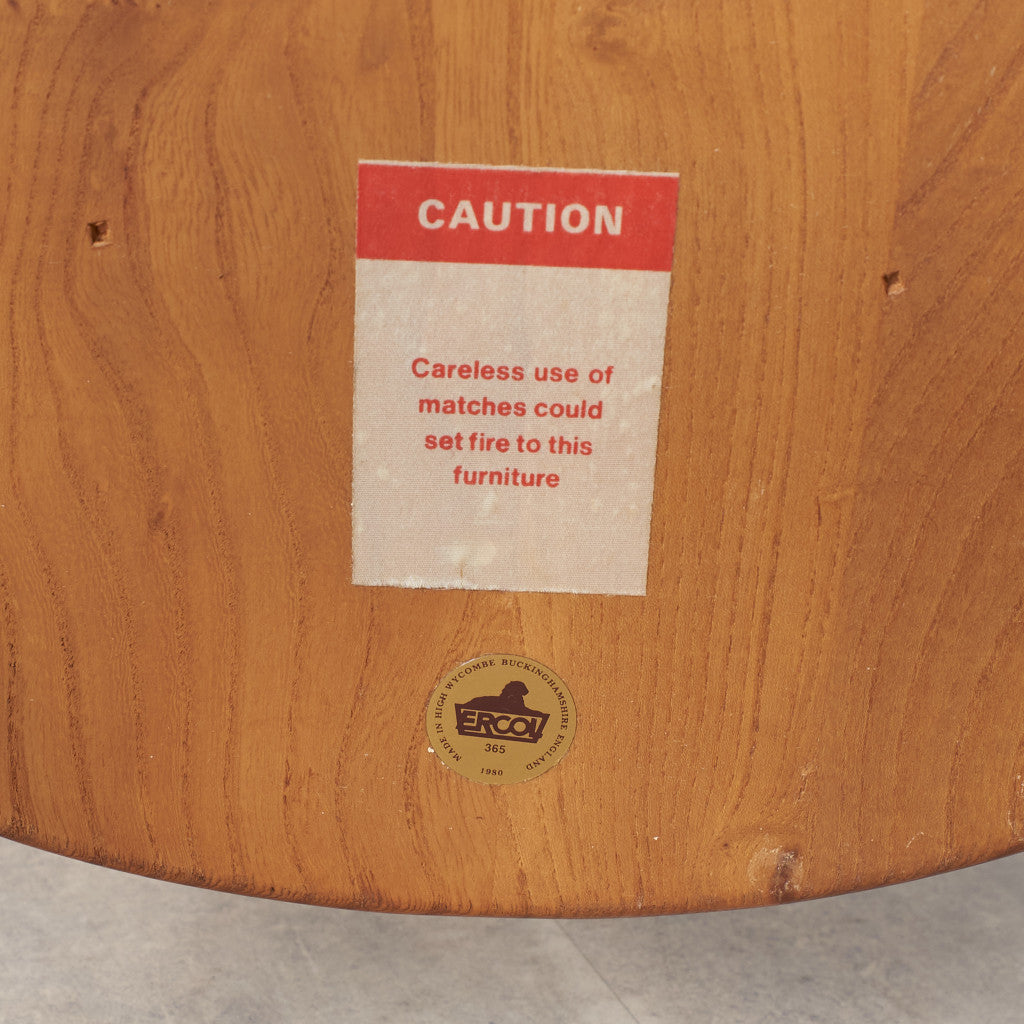 CAUTION
Careless use of
matches could
set fire to this
furniture
MADE IN HIGH WYCOMBE BUCKINGHAMSHIRE ENGLAND
ERCOL
365
1980